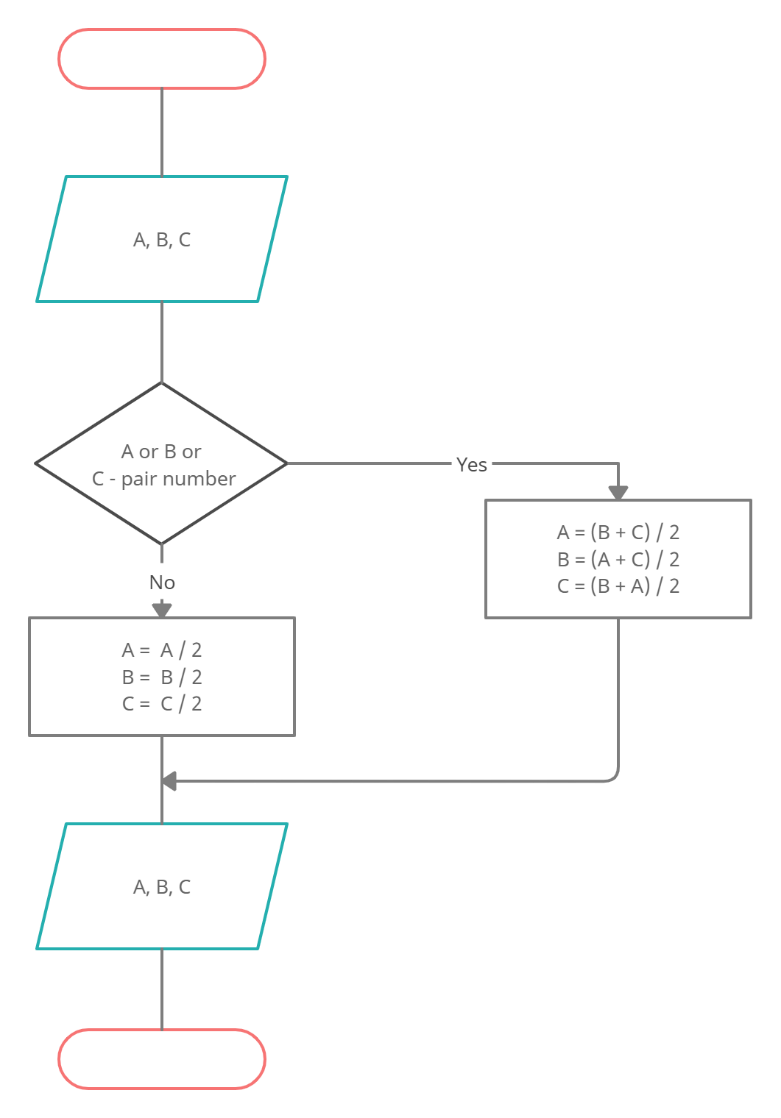 A, B, C
A or B or
C - pair number
Yes
A = (B + C) / 2
B = (A + C) / 2
C = (B + A) / 2
No
A =  A / 2
B =  B / 2
C =  C / 2
A, B, C